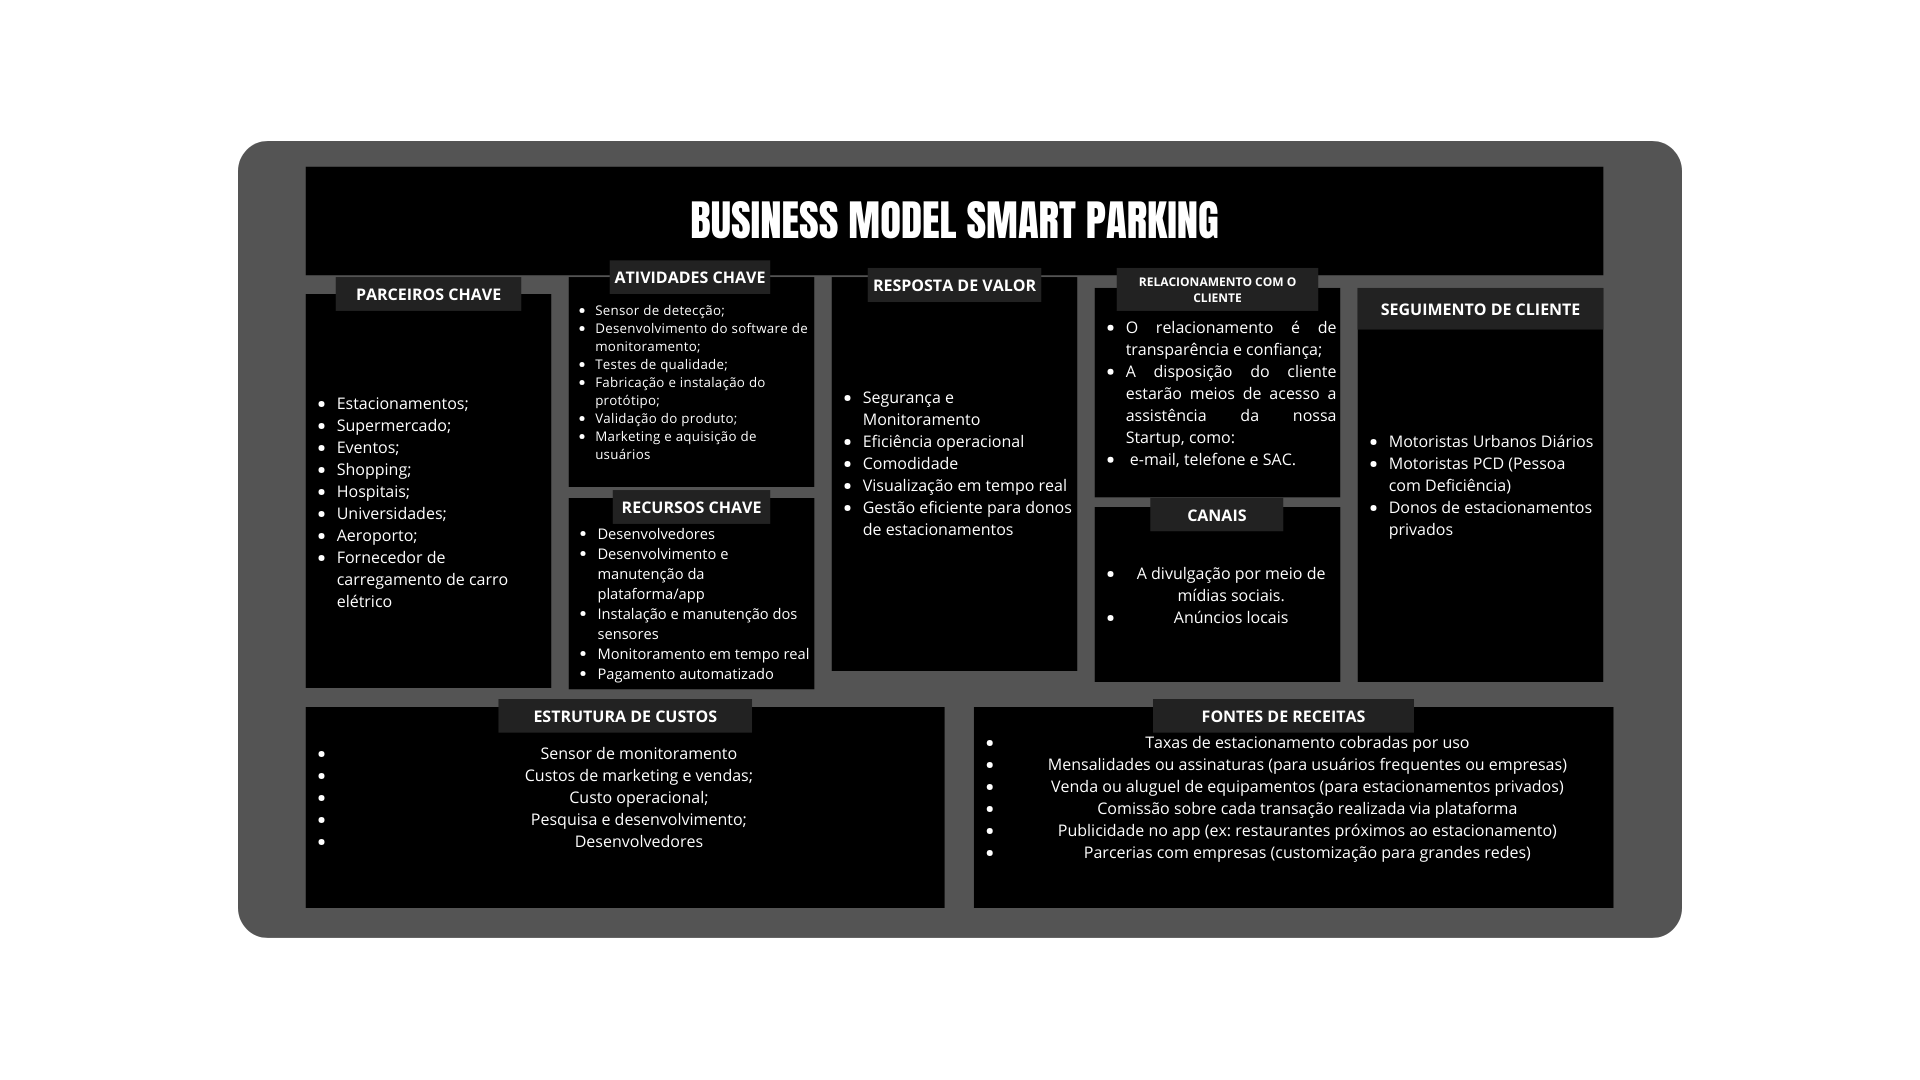 BUSINESS MODEL SMART PARKING
PARCEIROS CHAVE
• Estacionamentos;
• Supermercado;
• Eventos;
• Shopping;
• Hospitais;
• Universidades;
• Aeroporto;
• Fornecedor de
carregamento de carro
elétrico
ATIVIDADES CHAVE
• Sensor de detecção;
• Desenvolvimento do software de
monitoramento;
• Testes de qualidade;
• Fabricação e instalação do
protótipo;
• Validação do produto;
• Marketing e aquisição de
usuários
RECURSOS CHAVE
• Desenvolvedores
• Desenvolvimento e
manutenção da
plataforma/app
• Instalação e manutenção dos
sensores
• Monitoramento em tempo real
• Pagamento automatizado
RESPOSTA DE VALOR
• Segurança e
Monitoramento
• Eficiência operacional
• Comodidade
• Visualização em tempo real
• Gestão eficiente para donos
de estacionamentos
RELACIONAMENTO COM O
CLIENTE
• O relacionamento é de
transparência e confiança;
• A disposição do cliente
estarão meios de acesso a
assistência da nossa
Startup, como:
• e-mail, telefone e SAC.
CANAIS
• A divulgação por meio de
mídias sociais.
• Anúncios locais
SEGUIMENTO DE CLIENTE
• Motoristas Urbanos Diários
• Motoristas PCD (Pessoa
com Deficiência)
• Donos de estacionamentos
privados
ESTRUTURA DE CUSTOS
• Sensor de monitoramento
• Custos de marketing e vendas;
• Custo operacional;
• Pesquisa e desenvolvimento;
• Desenvolvedores
FONTES DE RECEITAS
• Taxas de estacionamento cobradas por uso
• Mensalidades ou assinaturas (para usuários frequentes ou empresas)
• Venda ou aluguel de equipamentos (para estacionamentos privados)
• Comissão sobre cada transação realizada via plataforma
• Publicidade no app (ex: restaurantes próximos ao estacionamento)
• Parcerias com empresas (customização para grandes redes)